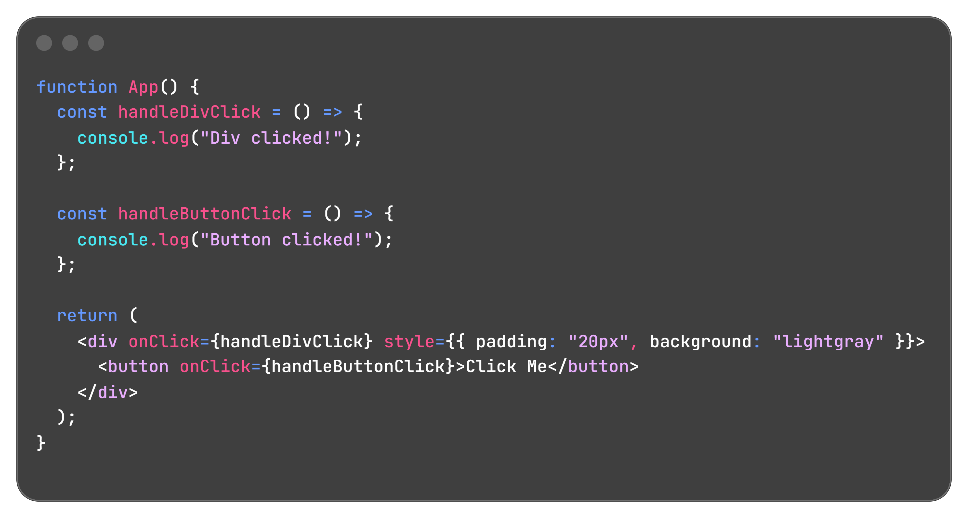 function App() {
  const handleDivClick = () => {
    console.log("Div clicked!");
  };

  const handleButtonClick = () => {
    console.log("Button clicked!");
  };

  return (
    <div onClick={handleDivClick} style={{ padding: "20px", background: "lightgray" }}>
      <button onClick={handleButtonClick}>Click Me</button>
    </div>
  );
}